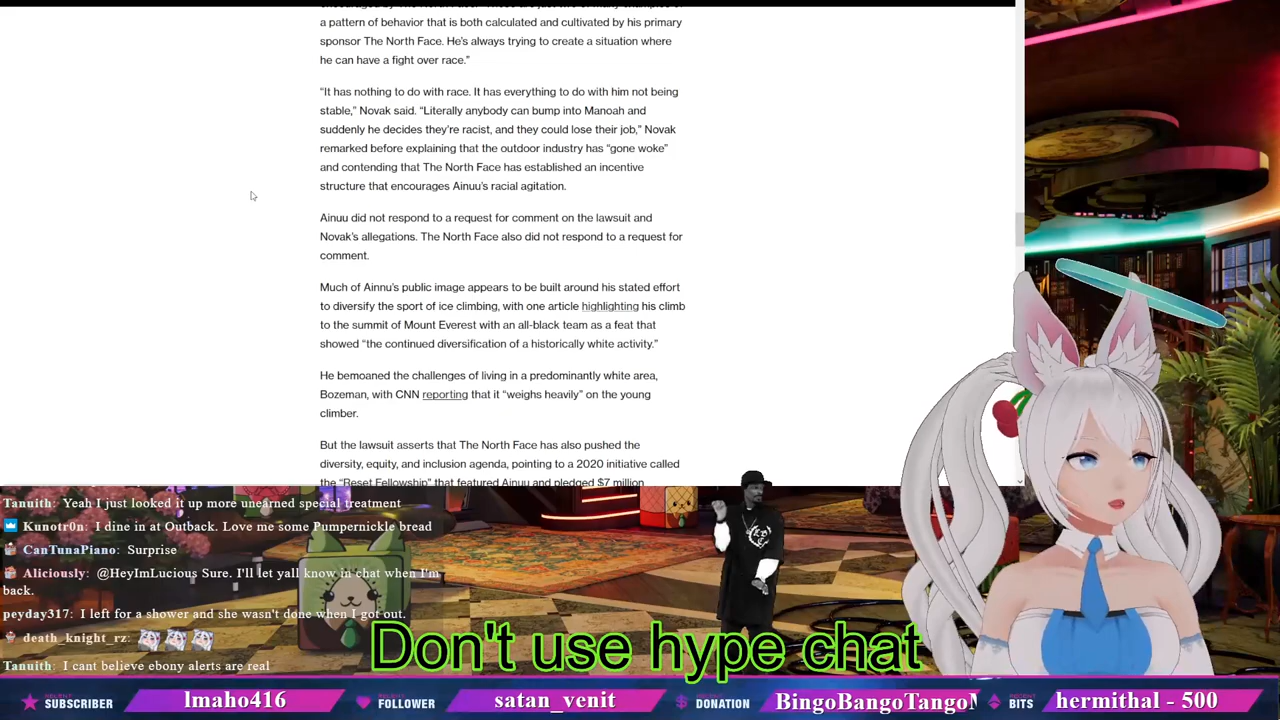 a pattern of behavior that is both calculated and cultivated by his primary
sponsor The North Face. He's always trying to create a situation where
he can have a fight over race.”
“It has nothing to do with race. It has everything to do with him not being
stable,” Novak said. “Literally anybody can bump into Manoah and
suddenly he decides they're racist, and they could lose their job,” Novak
remarked before explaining that the outdoor industry has “gone woke”
and contending that The North Face has established an incentive
structure that encourages Ainuu's racial agitation.
Ainuu did not respond to a request for comment on the lawsuit and
Novak's allegations. The North Face also did not respond to a request for
comment.
Much of Ainnu's public image appears to be built around his stated effort
to diversify the sport of ice climbing, with one article highlighting his climb
to the summit of Mount Everest with an all-black team as a feat that
showed “the continued diversification of a historically white activity.”
He bemoaned the challenges of living in a predominantly white area,
Bozeman, with CNN reporting that it “weighs heavily” on the young
climber.
But the lawsuit asserts that The North Face has also pushed the
diversity, equity, and inclusion agenda, pointing to a 2020 initiative called
the “Reset Fellowship” that featured Ainuu and pledged $7 million
Tanuith: Yeah I just looked it up more unearned special treatment
Kunotr0n: I dine in at Outback. Love me some Pumpernickle bread
CanTunaPiano: Surprise
Aliciously: @HeyImLucious Sure. I'll let yall know in chat when I'm
back.
peyday317: I left for a shower and she wasn't done when I got out.
death_knight_rz:
Tanuith: I cant believe ebony alerts are real
Don't use hype chat
RECENT SUBSCRIBER lmaho416 RECENT FOLLOWER satan_venit RECENT DONATION BingoBangoTango RECENT BITS hermithal - 500